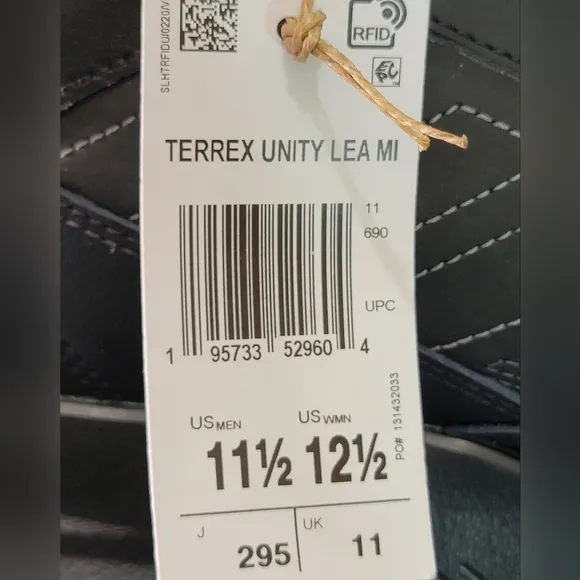 SLHTRFIDUI0220/V
RFID
TERREX UNITY LEA MI
11
690
UPC
1 95733 52960 4
PO# 131432033
US MEN US WMN
11½ 12½
J UK
295 11